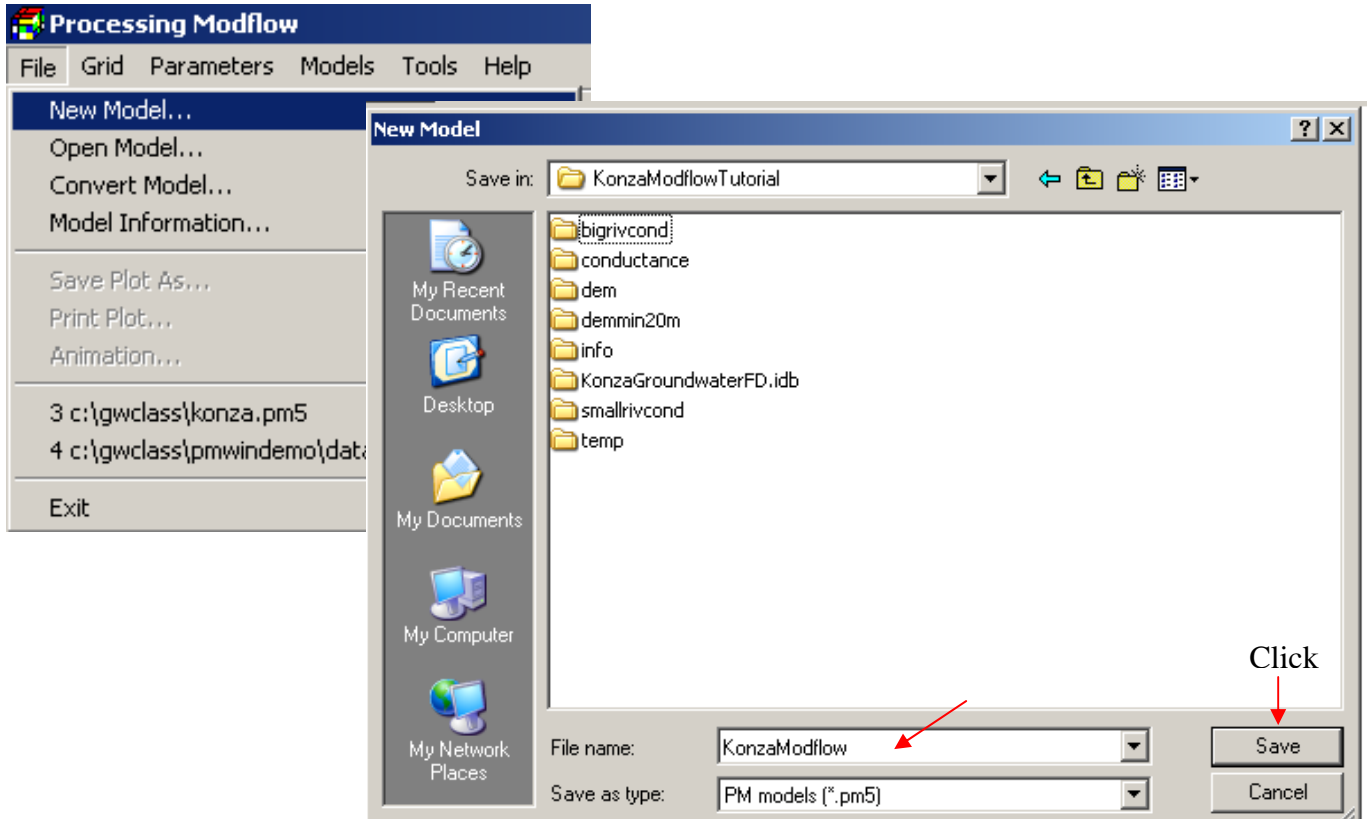 Processing Modflow
File Grid Parameters Models Tools Help
New Model...
Open Model...
Convert Model...
Model Information...
Save Plot As...
Print Plot...
Animation...
3 c:\gwclass\konza.pm5
4 c:\gwclass\pmwindemo\data
Exit
New Model
Save in: KonzaModflowTutorial
bigrivcond
conductance
dem
demmin20m
info
KonzaGroundwaterFD.idb
smallrivcond
temp
My Recent
Documents
Desktop
My Documents
My Computer
My Network
Places
Click
File name: KonzaModflow Save
Save as type: PM models (*.pm5) Cancel